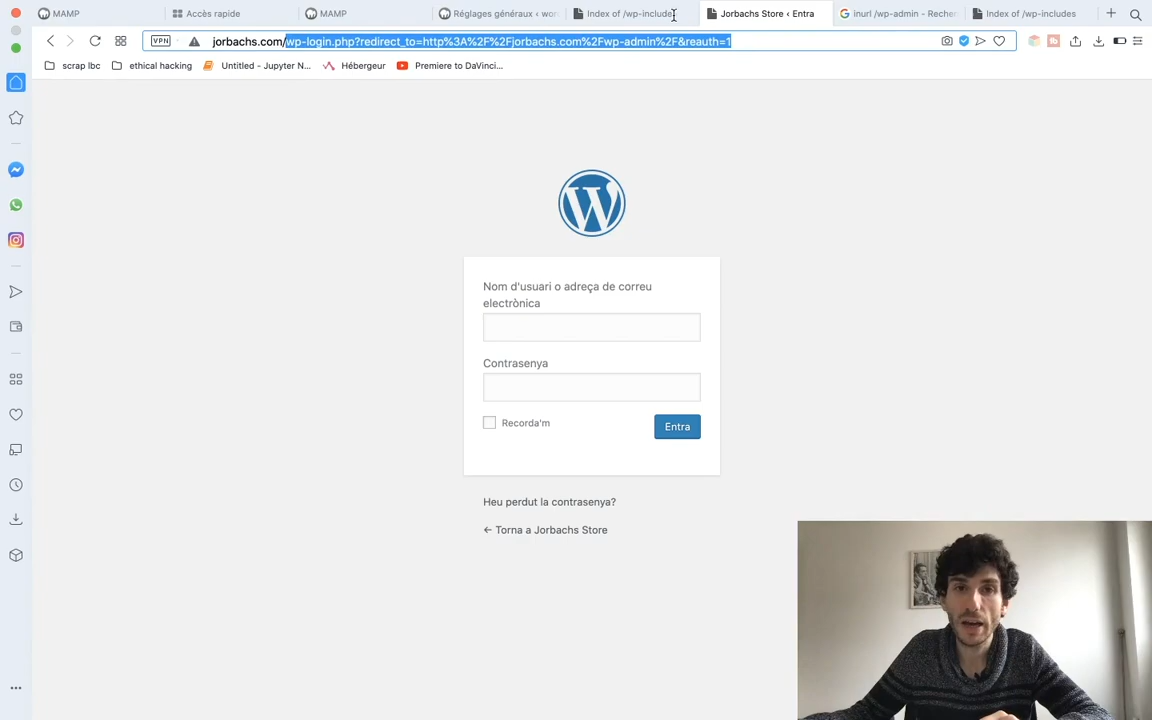 MAMP
Accès rapide
MAMP
Réglages généraux ‹ wor
Index of /wp-includes
Jorbachs Store ‹ Entra
inurl /wp-admin - Recher
Index of /wp-includes
VPN
jorbachs.com/wp-login.php?redirect_to=http%3A%2F%2Fjorbachs.com%2Fwp-admin%2F&reauth=1
scrap lbc
ethical hacking
Untitled - Jupyter N...
Hébergeur
Premiere to DaVinci...
Nom d'usuari o adreça de correu
electrònica
Contrasenya
Recorda'm
Entra
Heu perdut la contrasenya?
← Torna a Jorbachs Store